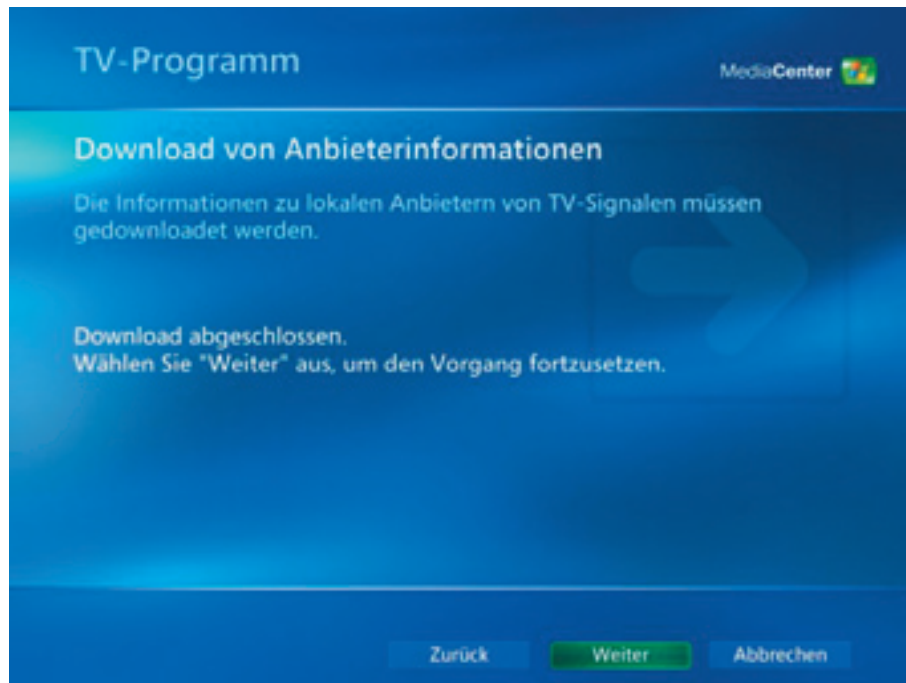 TV-Programm
MediaCenter
Download von Anbieterinformationen
Die Informationen zu lokalen Anbietern von TV-Signalen müssen
gedownloadet werden.
Download abgeschlossen.
Wählen Sie "Weiter" aus, um den Vorgang fortzusetzen.
Zurück Weiter Abbrechen